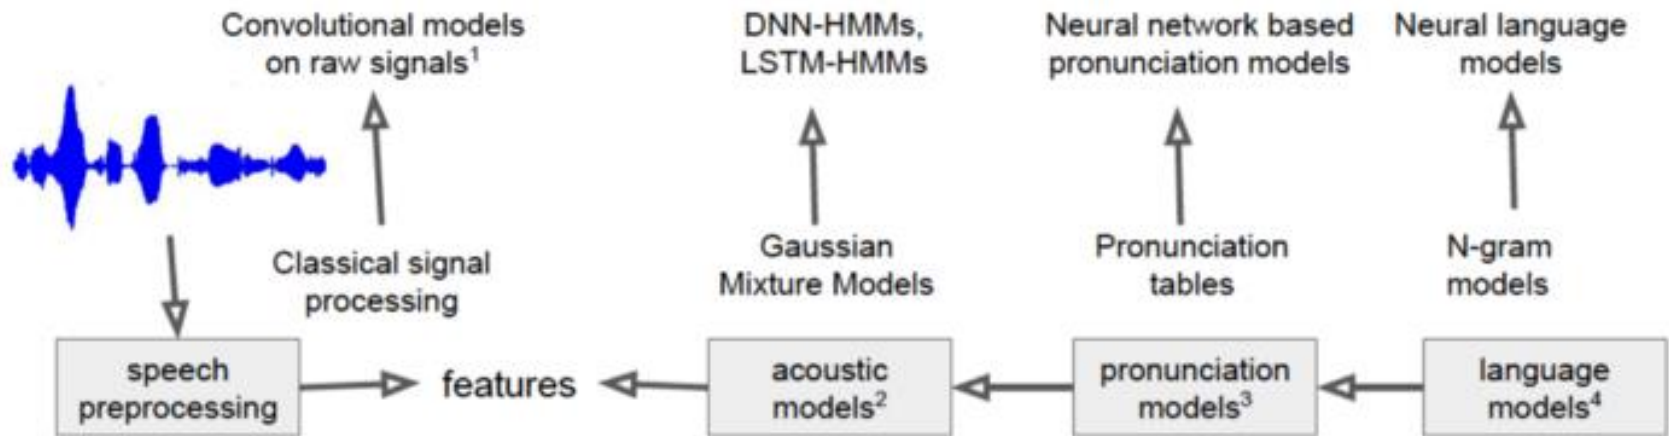 Convolutional models
on raw signals¹
DNN-HMMs,
LSTM-HMMs
Neural network based
pronunciation models
Neural language
models
Classical signal
processing
Gaussian
Mixture Models
Pronunciation
tables
N-gram
models
speech
preprocessing
features
acoustic
models²
pronunciation
models³
language
models⁴